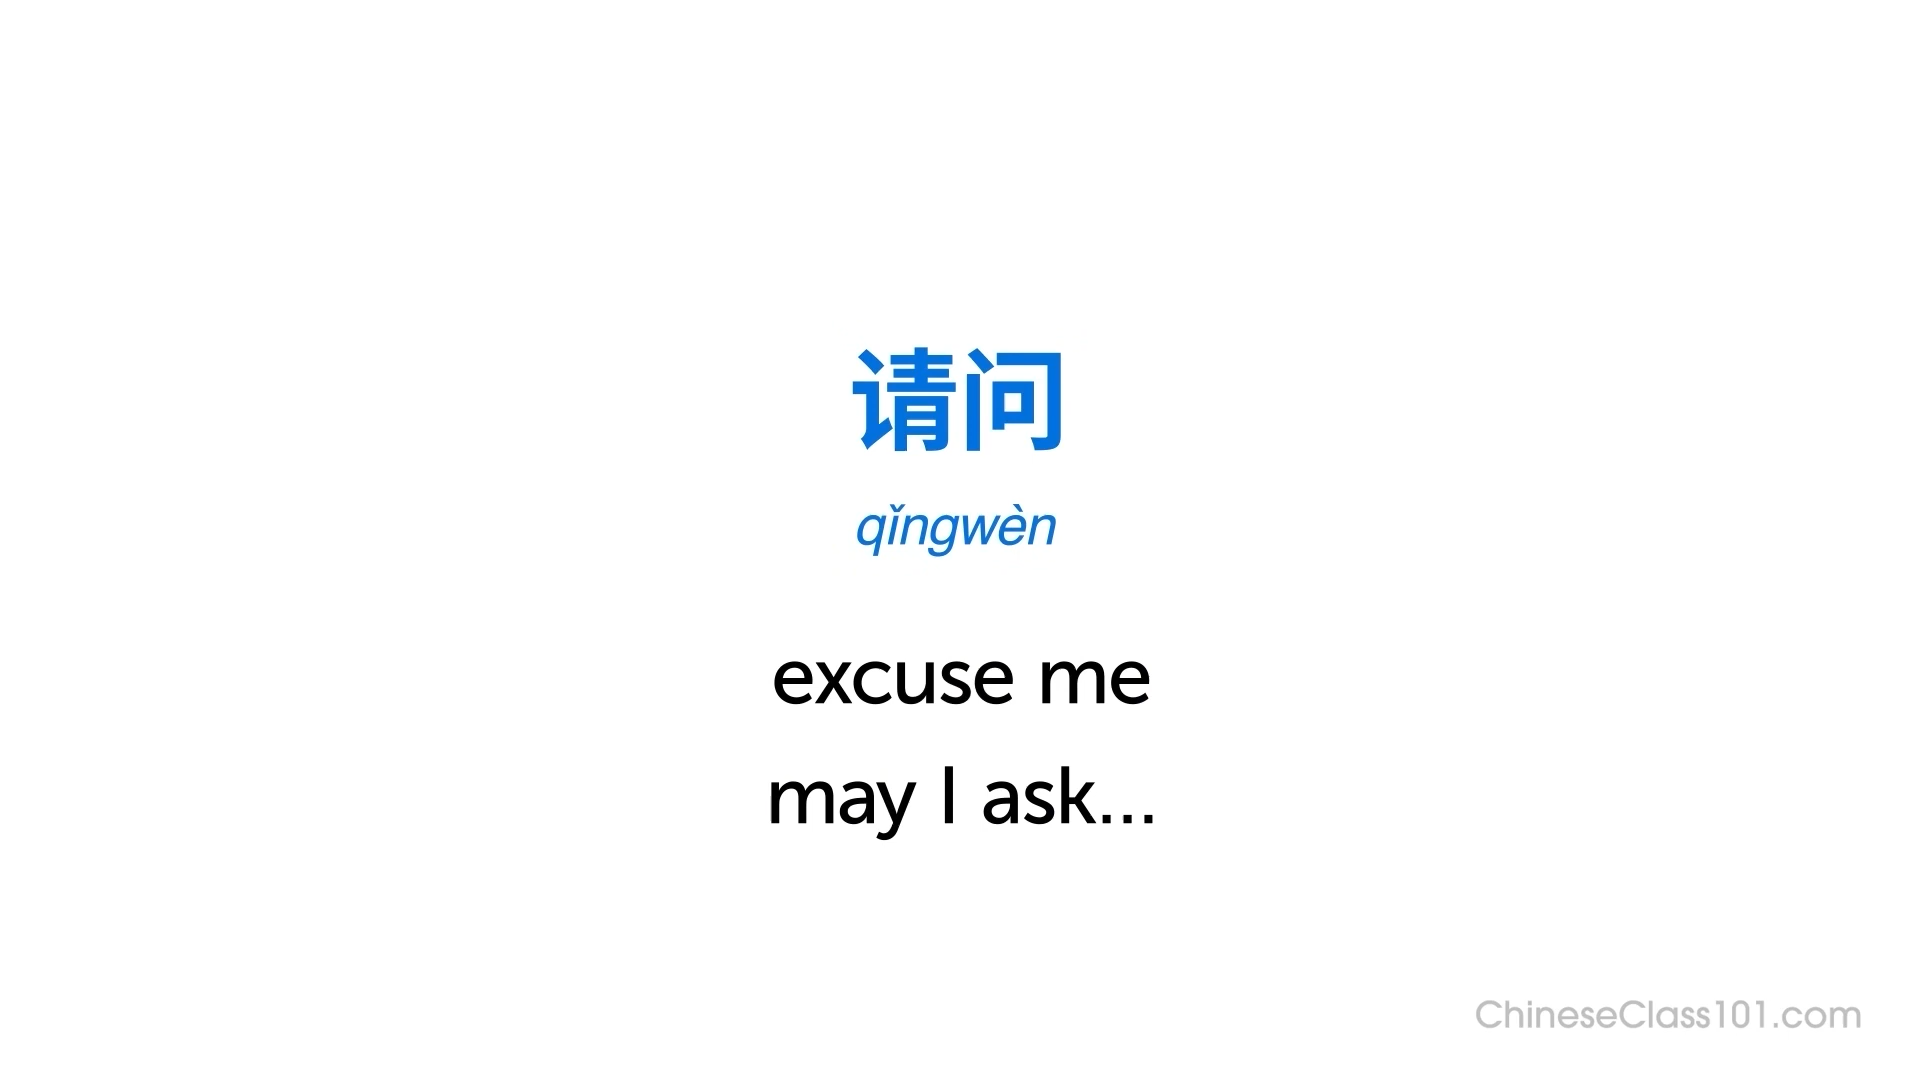 请问
qǐngwèn
excuse me
may I ask...
ChineseClass101.com